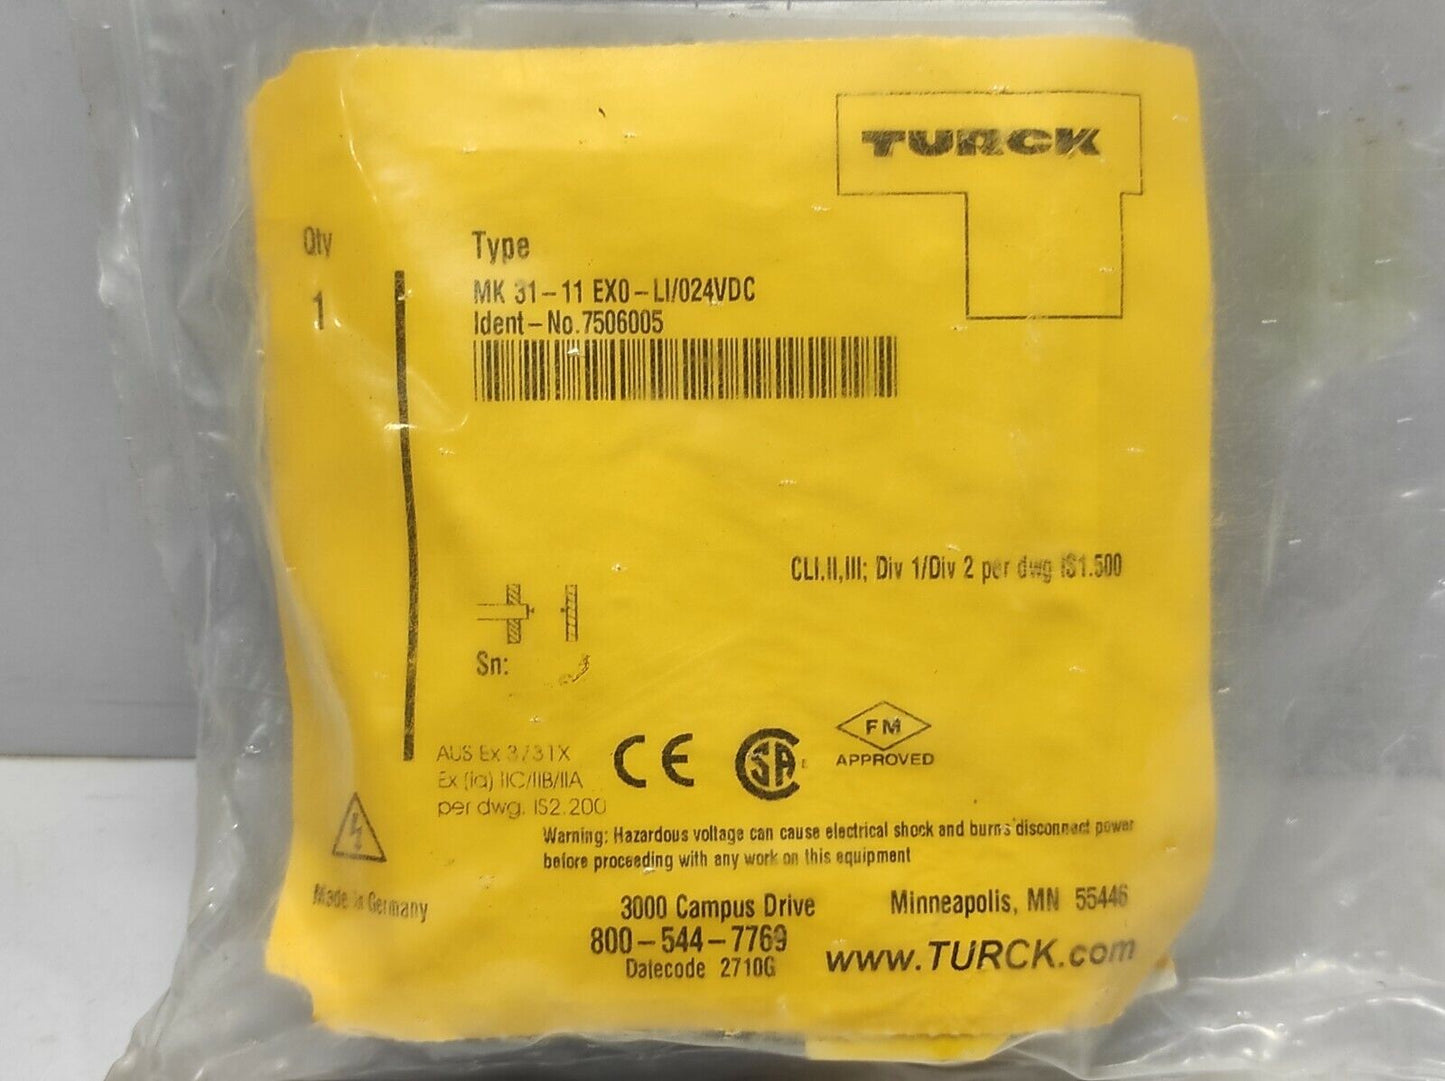 TURCK
Qty
1
Type
MK 31-11 EX0-LI/024VDC
Ident-No.7506005
CLI.II,III; Div 1/Div 2 per dwg IS1.500
Sn:
AUS Ex 3731X
Ex (ia) IIC/IIB/IIA
per dwg. IS2.200
CE
CSA
FM
APPROVED
Warning: Hazardous voltage can cause electrical shock and burns disconnect power
before proceeding with any work on this equipment
Made in Germany
3000 Campus Drive Minneapolis, MN 55446
800-544-7769
Datecode 2710G
www.TURCK.com